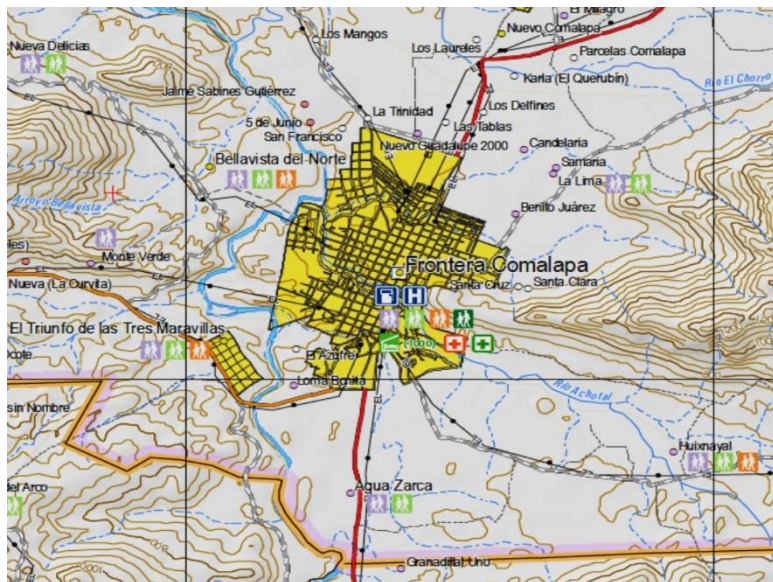 El Milagro
Nuevo Comalapa
Los Mangos
Los Laureles
Nueva Delicias
Parcelas Comalapa
Karla (El Querubín)
Río El Chorro
Jaime Sabines Gutiérrez
La Trinidad
Los Delfines
5 de Junio
San Francisco
Las Tablas
Nuevo Guadalupe 2000
Candelaria
Bellavista del Norte
Samaria
La Lima
Arroyo Bellavista
Benito Juárez
Monte Verde
Frontera Comalapa
Nueva (La Curvita)
Santa Cruz
Santa Clara
H
El Triunfo de las Tres Maravillas
(1000)
El Azufre
Loma Bonita
Río Achotal
sin Nombre
Huixnayal
del Arco
Agua Zarca
Granadillal Uno